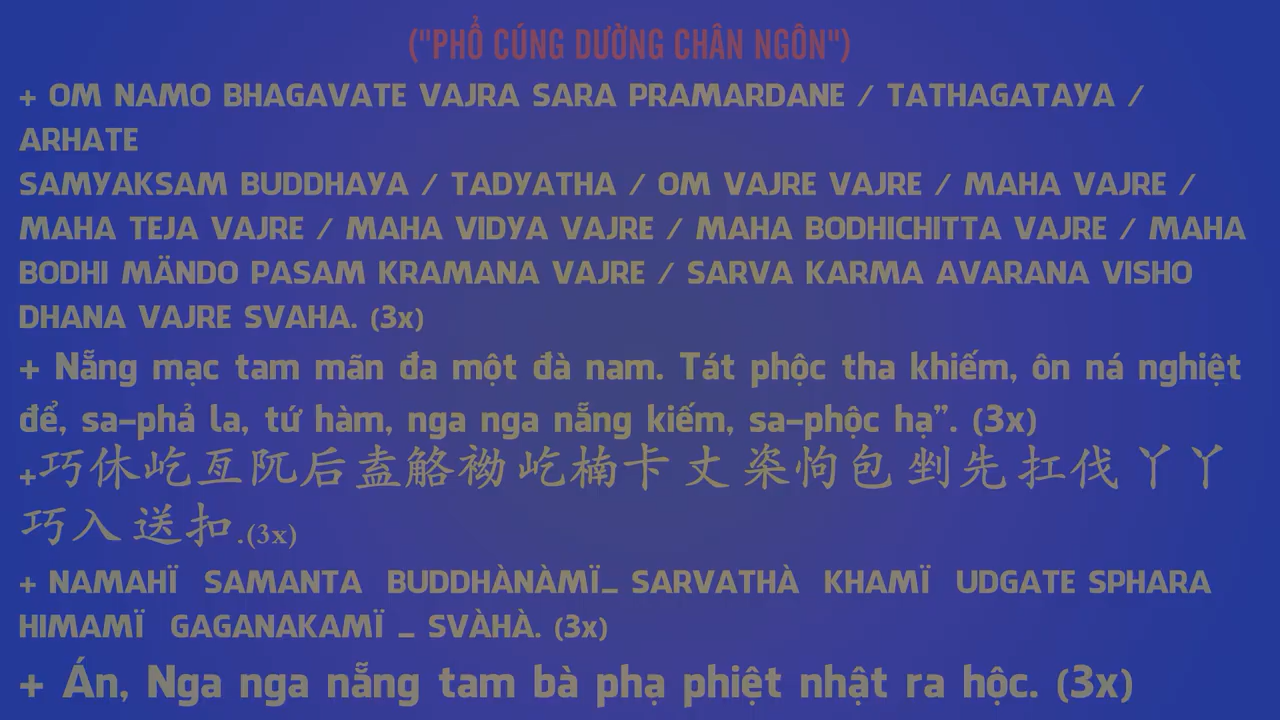 ("PHỔ CÚNG DƯỜNG CHÂN NGÔN")
+ OM NAMO BHAGAVATE VAJRA SARA PRAMARDANE / TATHAGATAYA /
ARHATE
SAMYAKSAM BUDDHAYA / TADYATHA / OM VAJRE VAJRE / MAHA VAJRE /
MAHA TEJA VAJRE / MAHA VIDYA VAJRE / MAHA BODHICHITTA VAJRE / MAHA
BODHI MÄNDO PASAM KRAMANA VAJRE / SARVA KARMA AVARANA VISHO
DHANA VAJRE SVAHA. (3x)
+ Nẵng mạc tam mãn đa một đà nam. Tát phộc tha khiếm, ôn ná nghiệt
để, sa-phả la, tứ hàm, nga nga nẵng kiếm, sa-phộc hạ”. (3x)
+巧休屹亙阢后盍觡袎屹楠卡丈栥怐包剉先扛伐丫丫
巧入送扣.(3x)
+ NAMAHÏ SAMANTA BUDDHÀNÀMÏ_ SARVATHÀ KHAMÏ UDGATE SPHARA
HIMAMÏ GAGANAKAMÏ _ SVÀHÀ. (3x)
+ Án, Nga nga nẵng tam bà phạ phiệt nhật ra hộc. (3x)